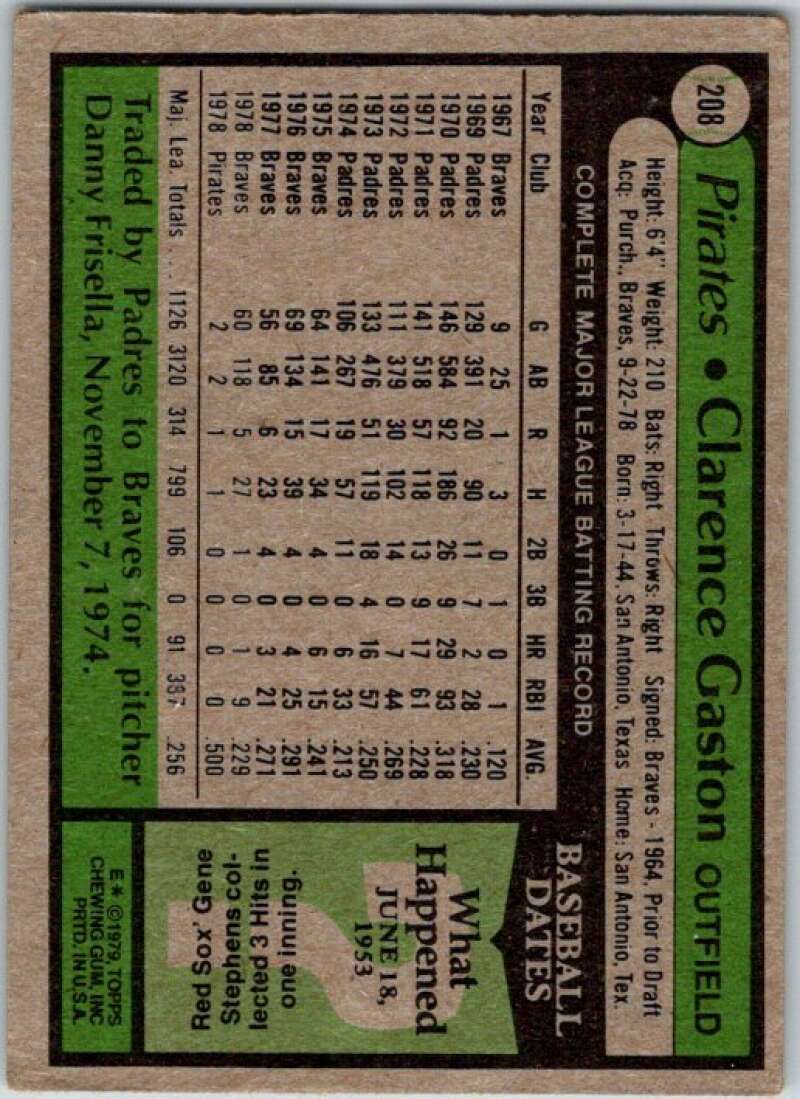 208
Pirates • Clarence Gaston OUTFIELD
Height: 6'4" Weight: 210 Bats: Right Throws: Right Signed: Braves - 1964, Prior to Draft
Acq: Purch., Braves, 9-22-78 Born: 3-17-44, San Antonio, Texas Home: San Antonio, Tex.
COMPLETE MAJOR LEAGUE BATTING RECORD
Year Club G AB R H 2B 3B HR RBI AVG.
1967 Braves 9 25 1 3 0 1 0 1 .120
1969 Padres 129 391 20 90 11 7 2 28 .230
1970 Padres 146 584 92 186 26 9 29 93 .318
1971 Padres 141 518 57 118 13 9 17 61 .228
1972 Padres 111 379 30 102 14 0 7 44 .269
1973 Padres 133 476 51 119 18 4 16 57 .250
1974 Padres 106 267 19 57 11 0 6 33 .213
1975 Braves 64 141 17 34 4 0 6 15 .241
1976 Braves 69 134 15 39 4 0 4 25 .291
1977 Braves 56 85 6 23 4 0 3 21 .271
1978 Braves 60 118 5 27 1 0 1 9 .229
1978 Pirates 2 2 1 1 0 0 0 0 .500
Maj. Lea. Totals ... 1126 3120 314 799 106 0 91 387 .256
Traded by Padres to Braves for pitcher
Danny Frisella, November 7, 1974.
BASEBALL
DATES
What
Happened
JUNE 18,
1953
Red Sox' Gene
Stephens col-
lected 3 Hits in
one inning.
E.* ©1979, TOPPS
CHEWING GUM, INC
PRTD. IN U.S.A.